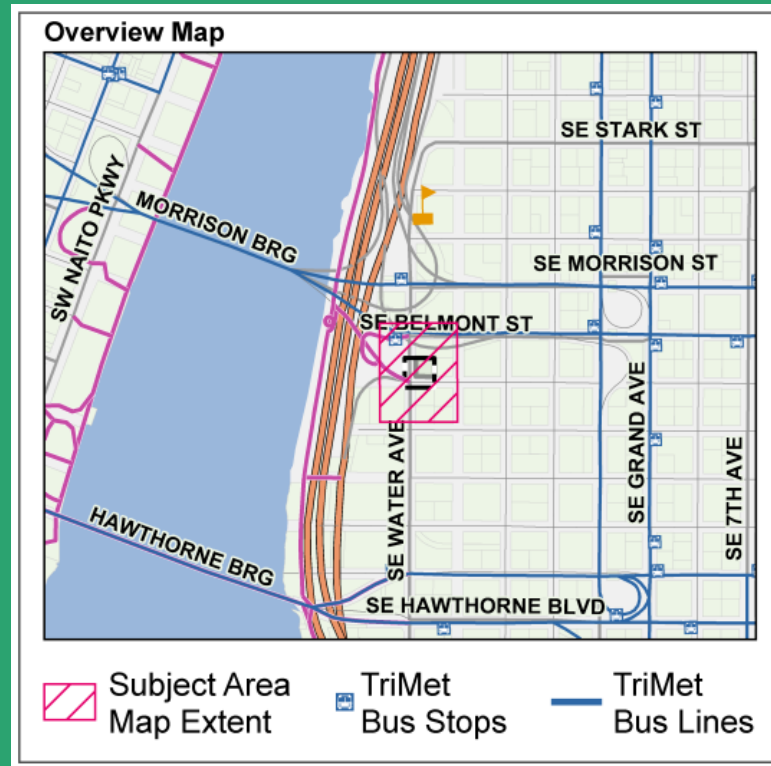 Overview Map
SE STARK ST
SW NAITO PKWY
MORRISON BRG
SE MORRISON ST
SE BELMONT ST
SE WATER AVE
SE GRAND AVE
SE 7TH AVE
HAWTHORNE BRG
SE HAWTHORNE BLVD
Subject Area
Map Extent
TriMet
Bus Stops
TriMet
Bus Lines